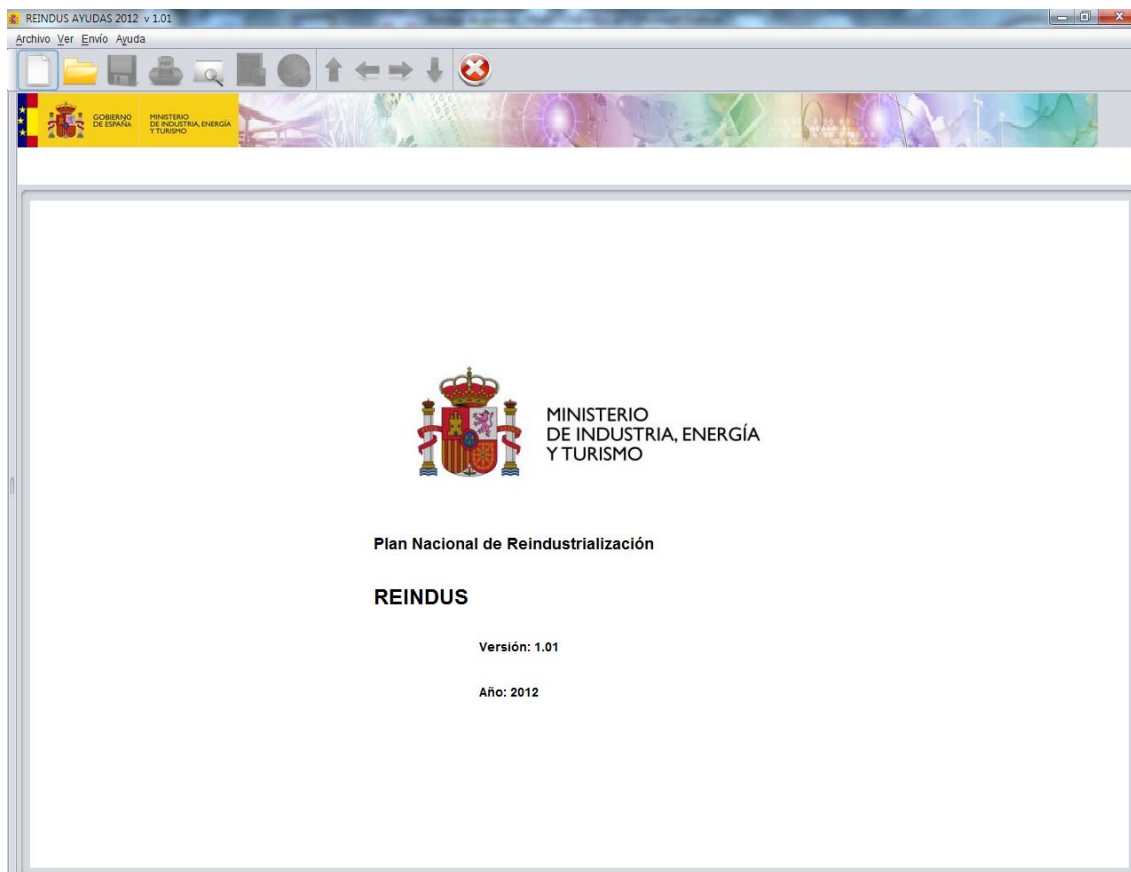 REINDUS AYUDAS 2012 v 1.01
Archivo Ver Envío Ayuda
GOBIERNO
DE ESPAÑA
MINISTERIO
DE INDUSTRIA, ENERGÍA
Y TURISMO
MINISTERIO
DE INDUSTRIA, ENERGÍA
Y TURISMO
Plan Nacional de Reindustrialización
REINDUS
Versión: 1.01
Año: 2012